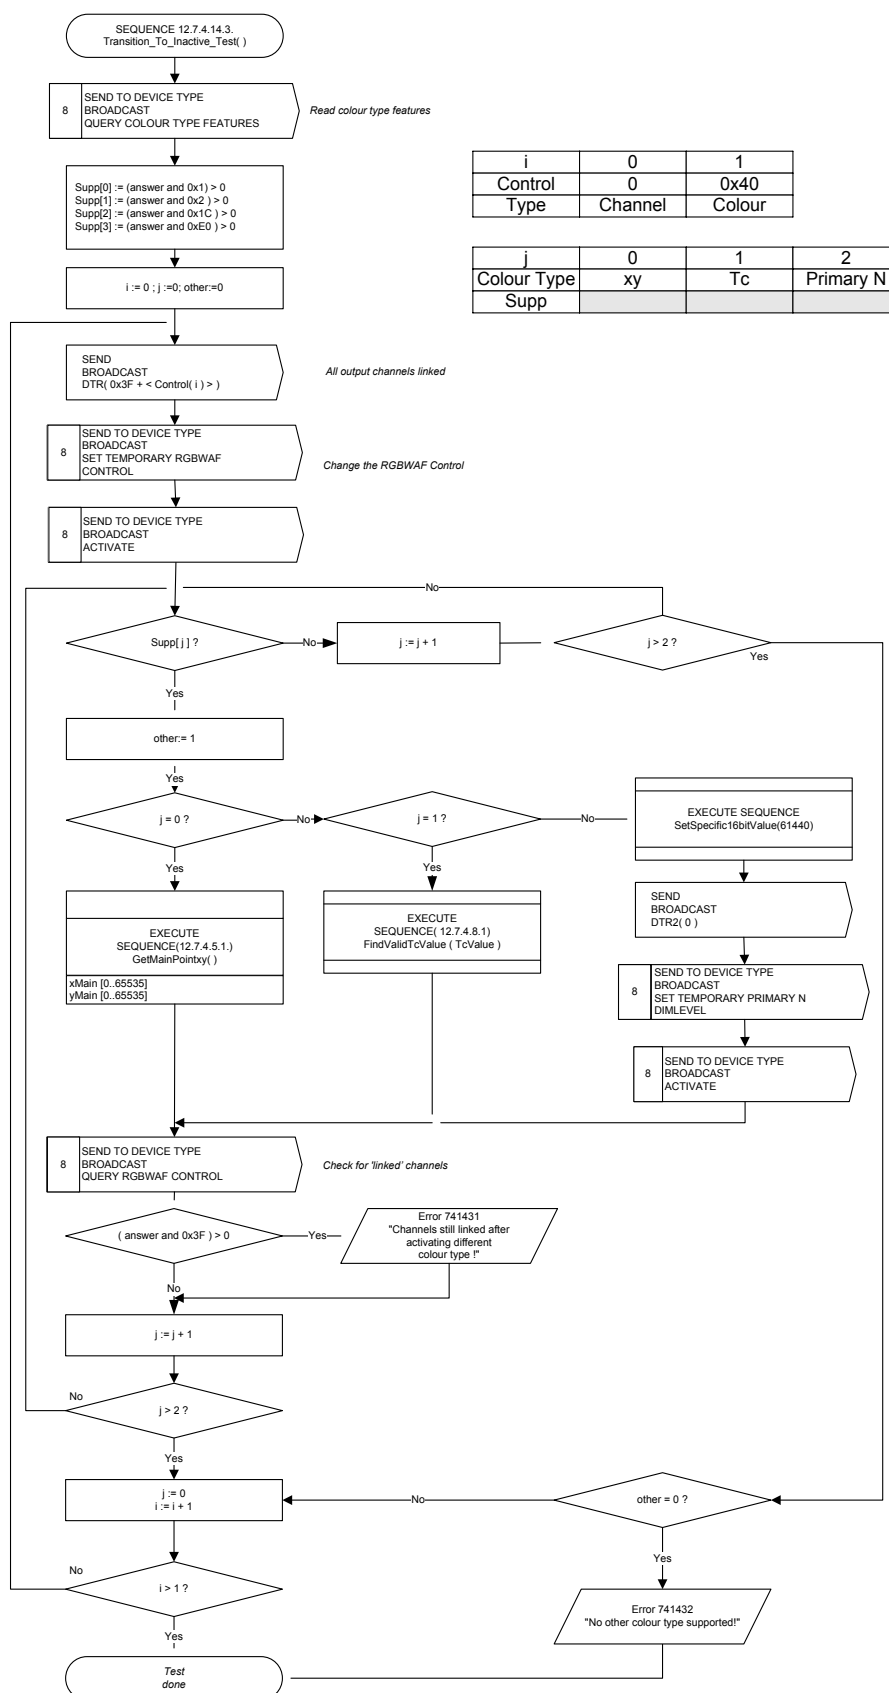 SEQUENCE 12.7.4.14.3.
Transition_To_Inactive_Test( )
8
SEND TO DEVICE TYPE
BROADCAST
QUERY COLOUR TYPE FEATURES
Read colour type features
Supp[0] := (answer and 0x1) > 0
Supp[1] := (answer and 0x2 ) > 0
Supp[2] := (answer and 0x1C ) > 0
Supp[3] := (answer and 0xE0 ) > 0
i 0 1
Control 0 0x40
Type Channel Colour
j 0 1 2
Colour Type xy Tc Primary N
Supp
i := 0 ; j :=0; other:=0
SEND
BROADCAST
DTR( 0x3F + < Control( i ) > )
All output channels linked
8
SEND TO DEVICE TYPE
BROADCAST
SET TEMPORARY RGBWAF
CONTROL
Change the RGBWAF Control
8
SEND TO DEVICE TYPE
BROADCAST
ACTIVATE
No
Supp[ j ] ?
No
j := j + 1
j > 2 ?
Yes
Yes
other:= 1
Yes
j = 0 ?
No
j = 1 ?
No
EXECUTE SEQUENCE
SetSpecific16bitValue(61440)
Yes
Yes
EXECUTE
SEQUENCE(12.7.4.5.1.)
GetMainPointxy( )
xMain [0..65535]
yMain [0..65535]
EXECUTE
SEQUENCE( 12.7.4.8.1)
FindValidTcValue ( TcValue )
SEND
BROADCAST
DTR2( 0 )
8
SEND TO DEVICE TYPE
BROADCAST
SET TEMPORARY PRIMARY N
DIMLEVEL
8
SEND TO DEVICE TYPE
BROADCAST
ACTIVATE
8
SEND TO DEVICE TYPE
BROADCAST
QUERY RGBWAF CONTROL
Check for 'linked' channels
( answer and 0x3F ) > 0
Yes
Error 741431
"Channels still linked after
activating different
colour type !"
No
j := j + 1
No
j > 2 ?
Yes
j := 0
i := i + 1
No
other = 0 ?
Yes
No
i > 1 ?
Yes
Error 741432
"No other colour type supported!"
Test
done